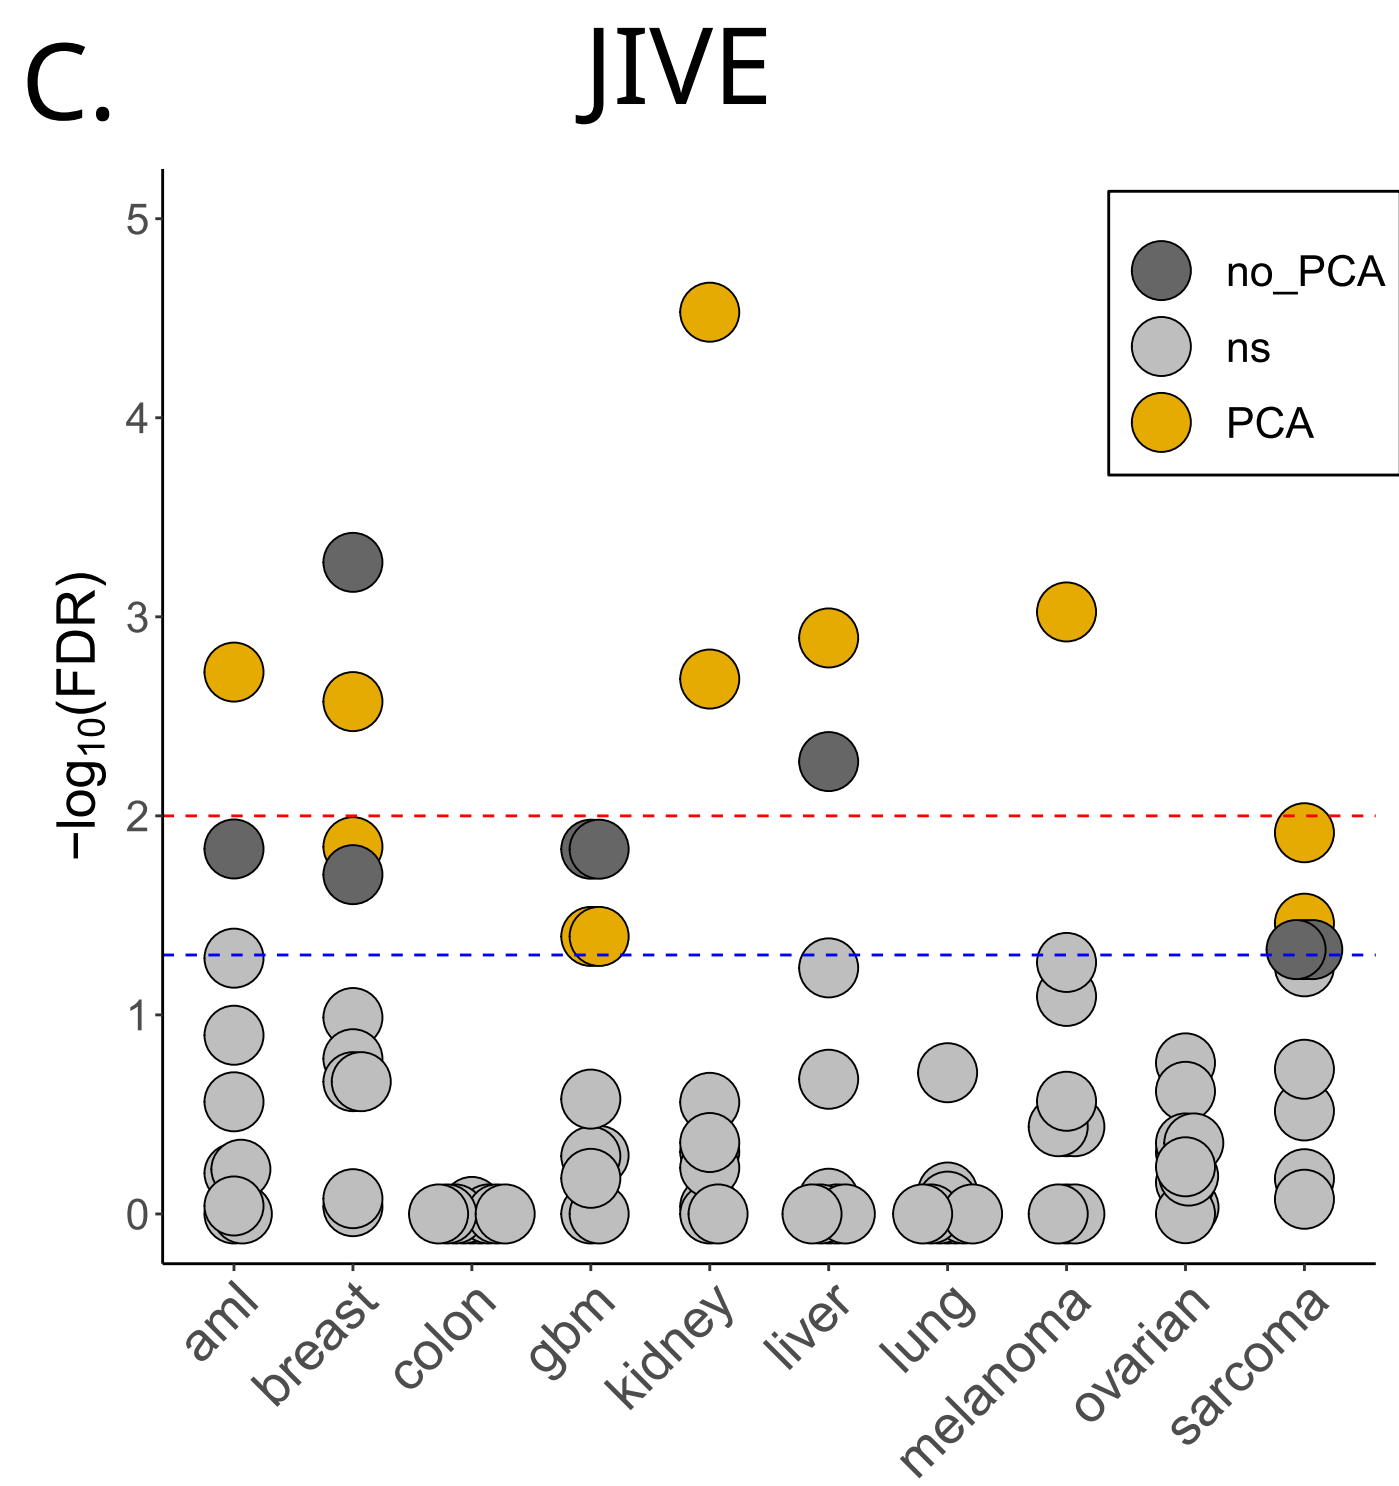 C.
JIVE
5
4
3
2
1
0
−log10(FDR)
no_PCA
ns
PCA
aml
breast
colon
gbm
kidney
liver
lung
melanoma
ovarian
sarcoma